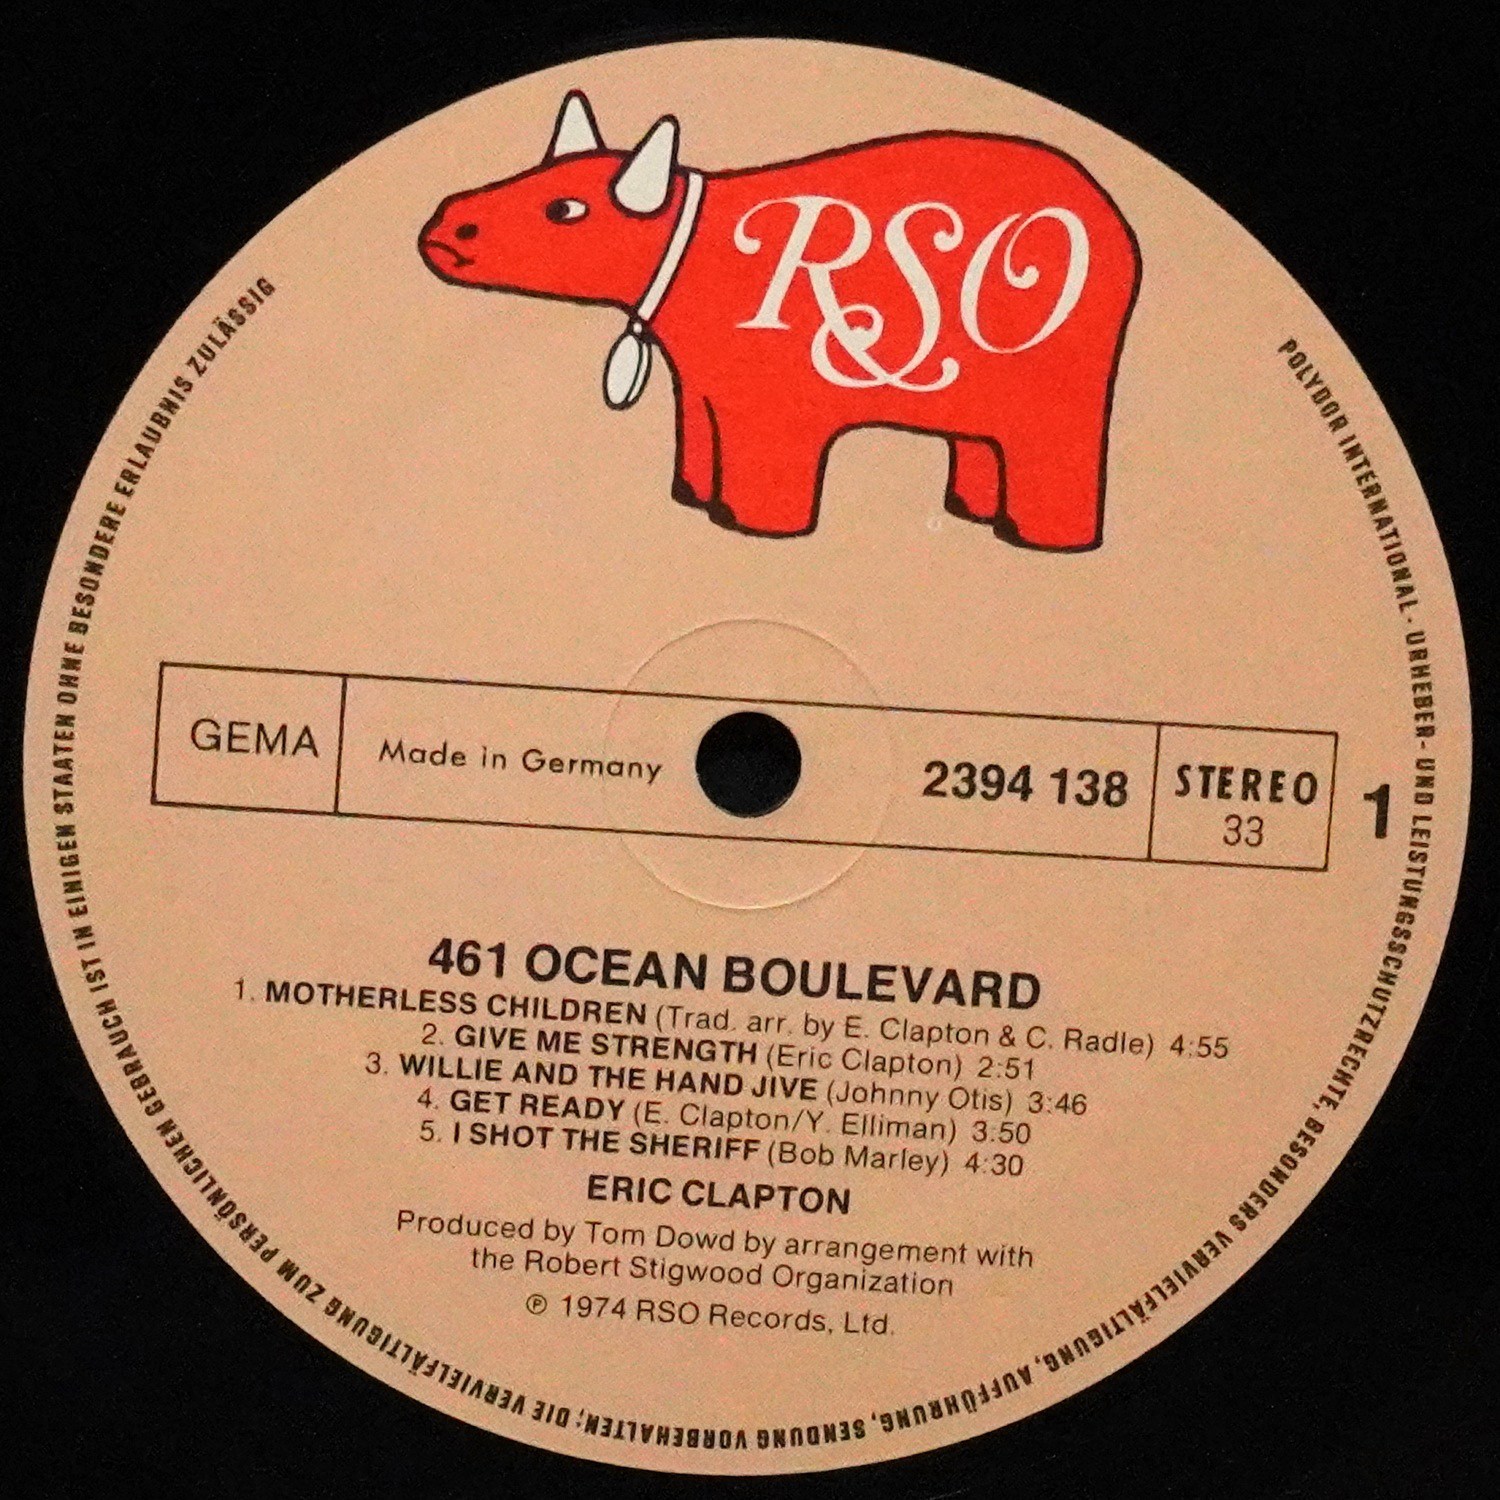 RSO
GEMA
Made in Germany
2394 138
STEREO
33
1
461 OCEAN BOULEVARD
1. MOTHERLESS CHILDREN (Trad. arr. by E. Clapton & C. Radle) 4:55
2. GIVE ME STRENGTH (Eric Clapton) 2:51
3. WILLIE AND THE HAND JIVE (Johnny Otis) 3:46
4. GET READY (E. Clapton/Y. Elliman) 3:50
5. I SHOT THE SHERIFF (Bob Marley) 4:30
ERIC CLAPTON
Produced by Tom Dowd by arrangement with
the Robert Stigwood Organization
℗ 1974 RSO Records, Ltd.
POLYDOR INTERNATIONAL · URHEBER- UND LEISTUNGSSCHUTZRECHTE, BESONDERS VERVIELFÄLTIGUNG, AUFFÜHRUNG, SENDUNG VORBEHALTEN; DIE VERVIELFÄLTIGUNG ZUM PERSÖNLICHEN GEBRAUCH IST IN EINIGEN STAATEN OHNE BESONDERE ERLAUBNIS ZULÄSSIG